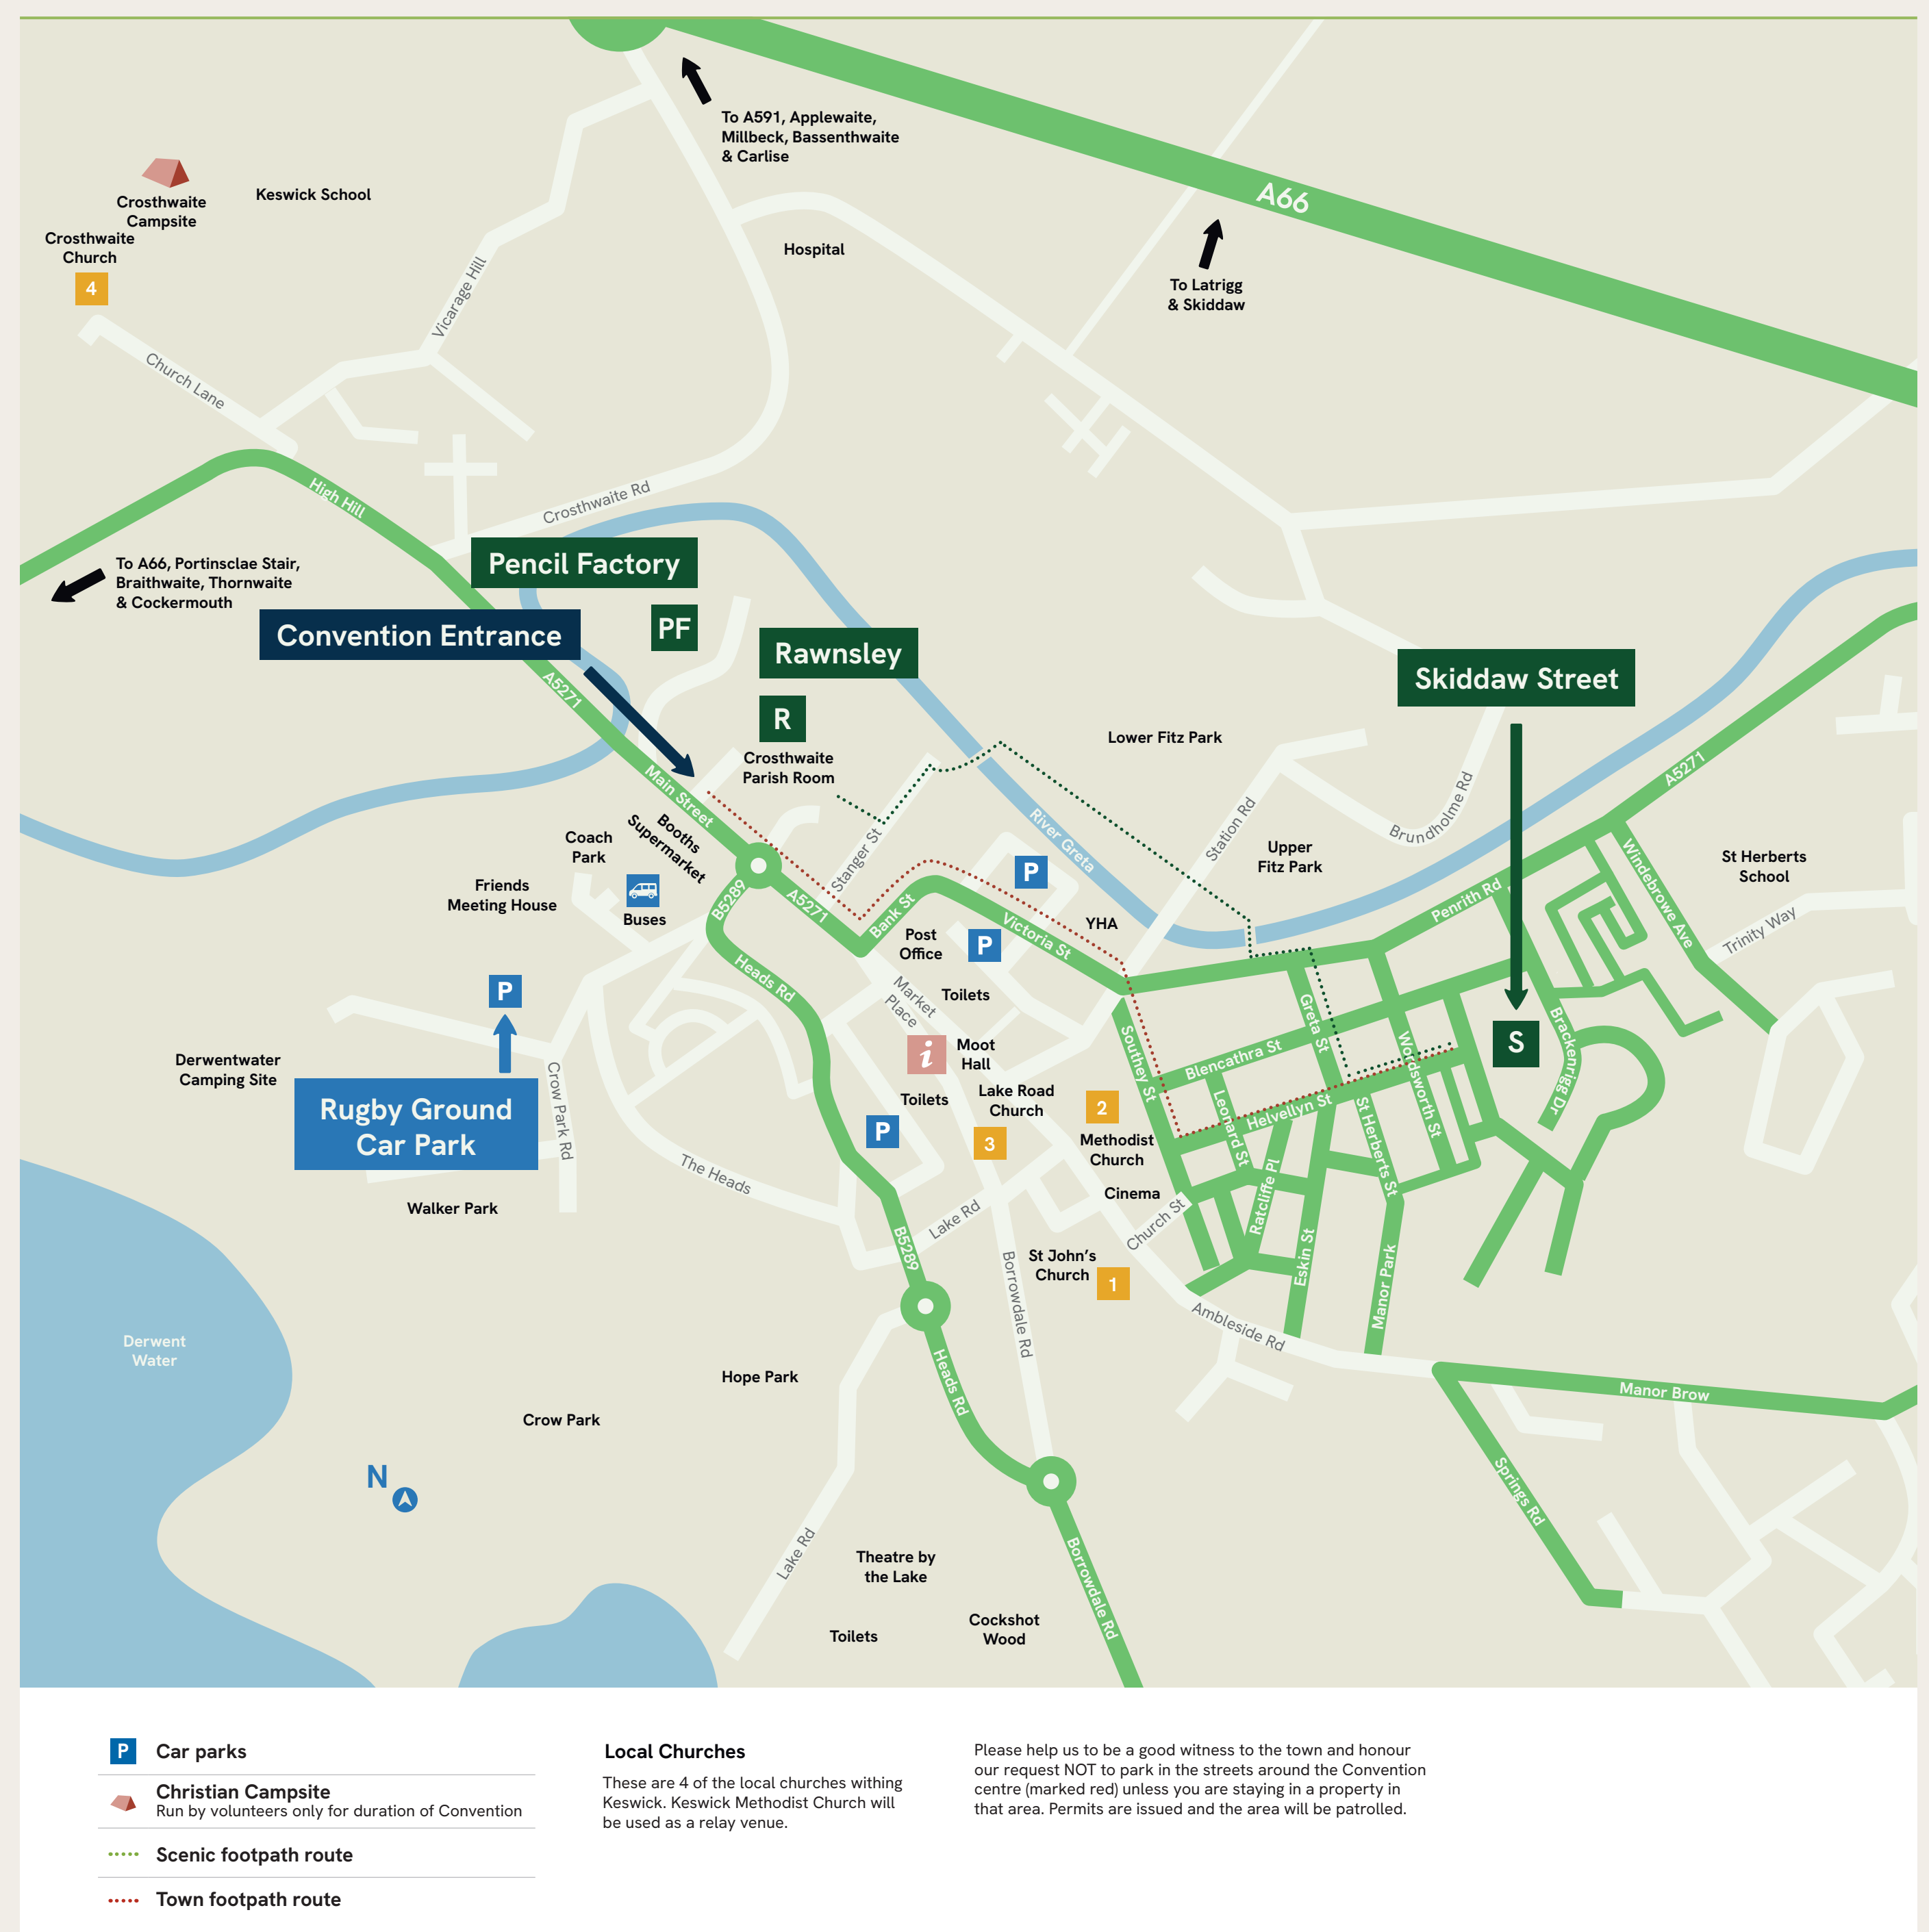 To A591, Applewaite,
Millbeck, Bassenthwaite
& Carlise
A66
Crosthwaite
Campsite
Keswick School
Crosthwaite
Church
4
Hospital
To Latrigg
& Skiddaw
Vicarage Hill
Church Lane
High Hill
Crosthwaite Rd
To A66, Portinsclae Stair,
Braithwaite, Thornwaite
& Cockermouth
Pencil Factory
PF
Convention Entrance
Rawnsley
R
Crosthwaite
Parish Room
Skiddaw Street
A5271
Main Street
Lower Fitz Park
A5271
Booths
Supermarket
Coach
Park
Buses
Friends
Meeting House
B5289
A5271
Stanger St
Bank St
P
River Greta
Station Rd
Upper
Fitz Park
Brundholme Rd
Windebrowe Ave
St Herberts
School
Trinity Way
Penrith Rd
YHA
Victoria St
Post
Office
P
Toilets
Heads Rd
Market
Place
P
i
Moot
Hall
Toilets
Lake Road
Church
3
P
2
Methodist
Church
Cinema
Southey St
Blencathra St
Greta St
Wordsworth St
S
Brackenrigg Dr
Leonard St
Helvellyn St
St Herberts St
Ratcliffe Pl
Eskin St
Manor Park
Derwentwater
Camping Site
Rugby Ground
Car Park
Crow Park Rd
Walker Park
The Heads
Lake Rd
B5289
Church St
St John’s
Church
1
Borrowdale Rd
Ambleside Rd
Derwent
Water
Hope Park
Heads Rd
Crow Park
Manor Brow
Springs Rd
N
Lake Rd
Theatre by
the Lake
Toilets
Cockshot
Wood
Borrowdale Rd
P
Car parks
Christian Campsite
Run by volunteers only for duration of Convention
Scenic footpath route
Town footpath route
Local Churches
These are 4 of the local churches withing
Keswick. Keswick Methodist Church will
be used as a relay venue.
Please help us to be a good witness to the town and honour
our request NOT to park in the streets around the Convention
centre (marked red) unless you are staying in a property in
that area. Permits are issued and the area will be patrolled.